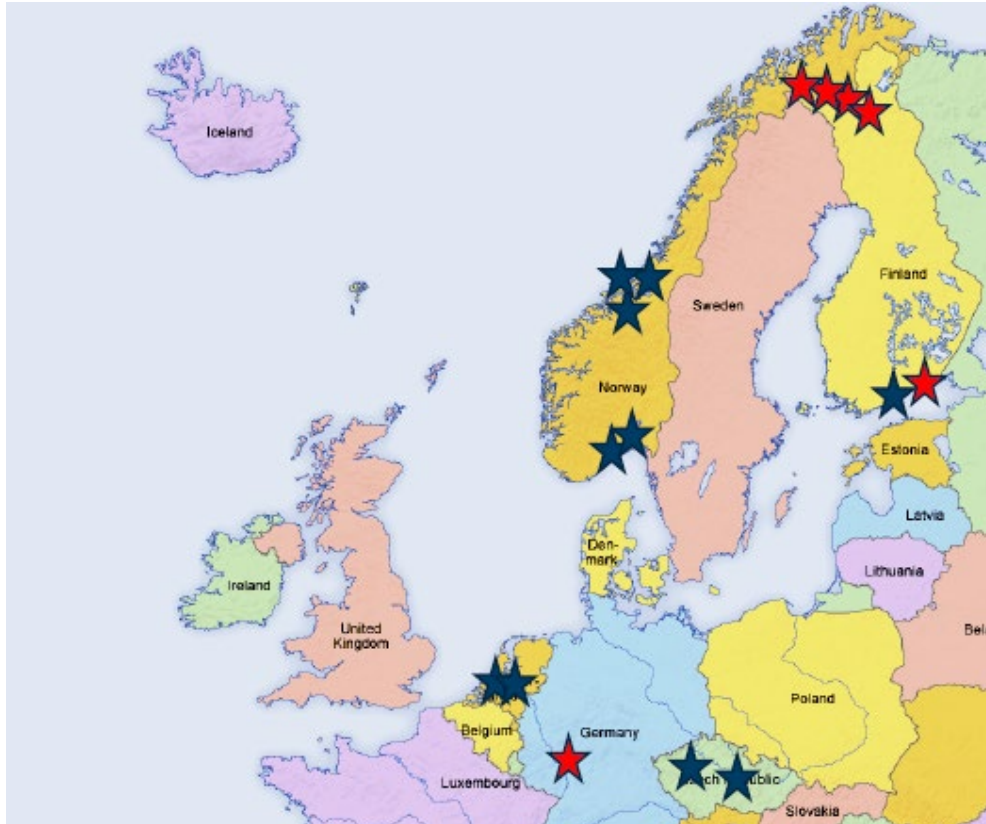 Iceland
Finland
Sweden
Norway
Estonia
Latvia
Den-
mark
Lithuania
Ireland
United
Kingdom
Poland
Belgium
Germany
Luxembourg
Slovakia